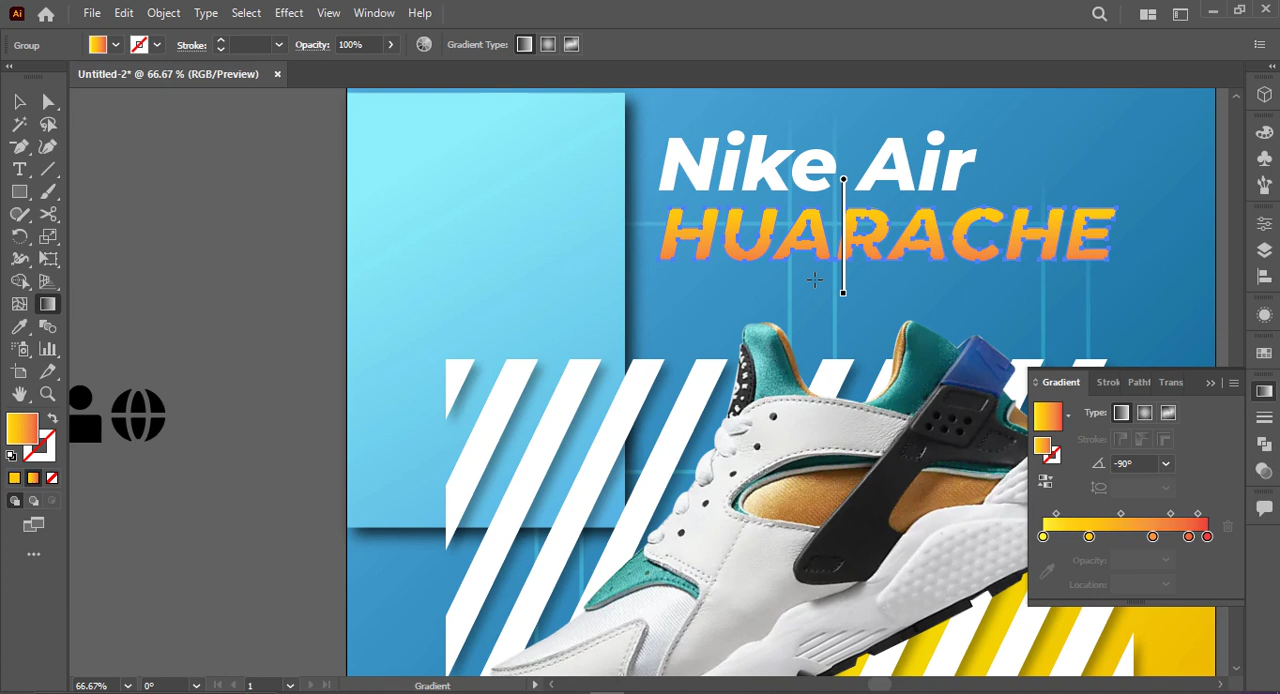 Ai
File Edit Object Type Select Effect View Window Help
Group
Stroke:
Opacity: 100%
Gradient Type:
Untitled-2* @ 66.67 % (RGB/Preview)
Nike Air
HUARACHE
Gradient Strok Pathf Trans
Type:
Stroke:
-90°
Opacity:
Location:
66.67%
0°
1
Gradient